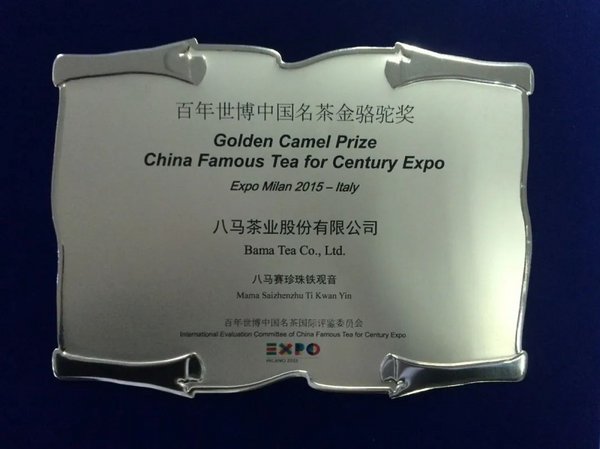 百年世博中国名茶金骆驼奖
Golden Camel Prize
China Famous Tea for Century Expo
Expo Milan 2015 – Italy
八马茶业股份有限公司
Bama Tea Co., Ltd.
八马赛珍珠铁观音
Mama Saizhenzhu Ti Kwan Yin
百年世博中国名茶国际评鉴委员会
International Evaluation Committee of China Famous Tea for Century Expo
EXPO
MILANO 2015